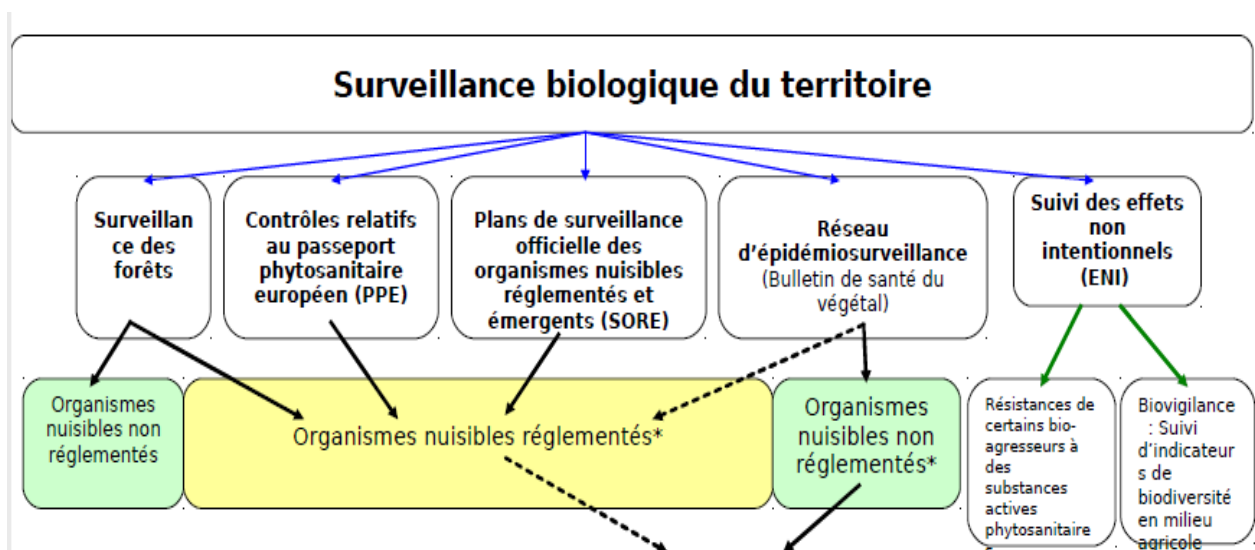 Surveillance biologique du territoire
Surveillan
ce des
forêts
Contrôles relatifs
au passeport
phytosanitaire
européen (PPE)
Plans de surveillance
officielle des
organismes nuisibles
réglementés et
émergents (SORE)
Réseau
d’épidémiosurveillance
(Bulletin de santé du
végétal)
Suivi des effets
non
intentionnels
(ENI)
Organismes
nuisibles non
réglementés
Organismes nuisibles réglementés*
Organismes
nuisibles non
réglementés*
Résistances de
certains bio-
agresseurs à
des
substances
actives
phytosanitaire
Biovigilance
: Suivi
d’indicateur
s de
biodiversité
en milieu
agricole